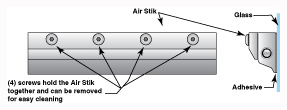 Air Stik
Glass
(4) screws hold the Air Stik
together and can be removed
for easy cleaning
Adhesive